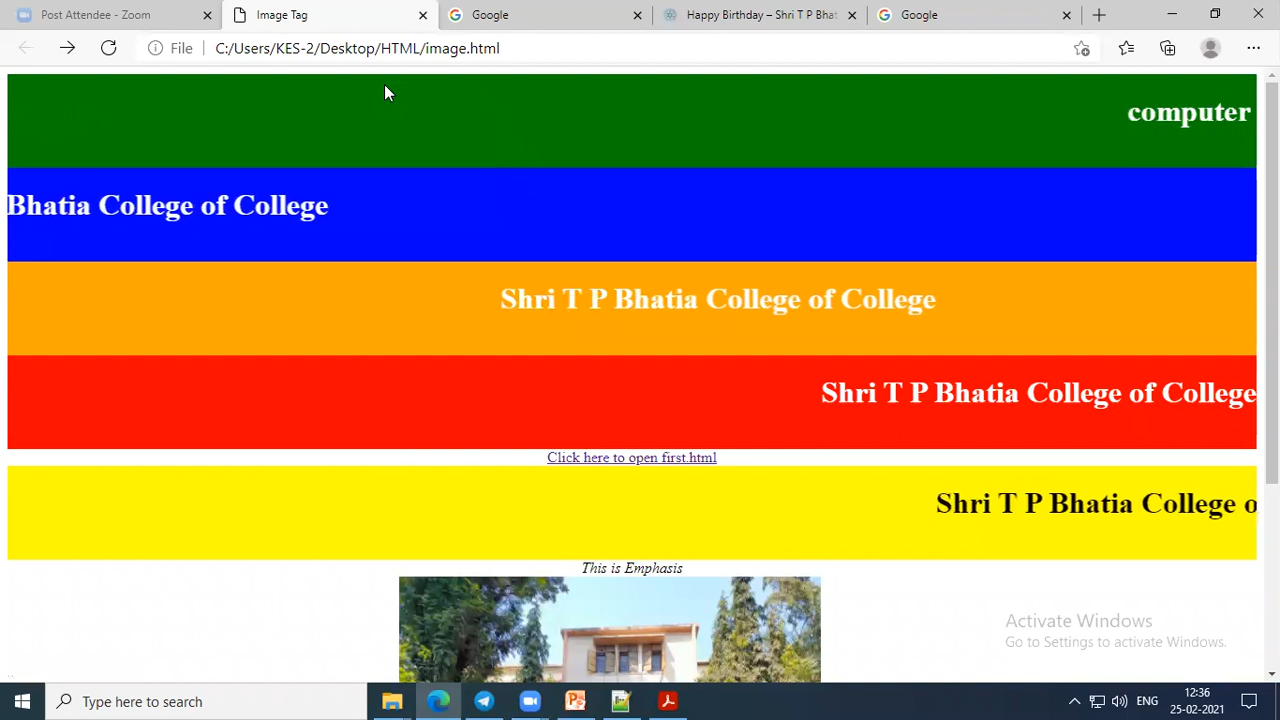 Post Attendee - Zoom
Image Tag
Google
Happy Birthday – Shri T P Bhat
Google
File
C:/Users/KES-2/Desktop/HTML/image.html
computer
Bhatia College of College
Shri T P Bhatia College of College
Shri T P Bhatia College of College
Click here to open first.html
Shri T P Bhatia College o
This is Emphasis
Activate Windows
Go to Settings to activate Windows.
Type here to search
ENG
12:36
25-02-2021